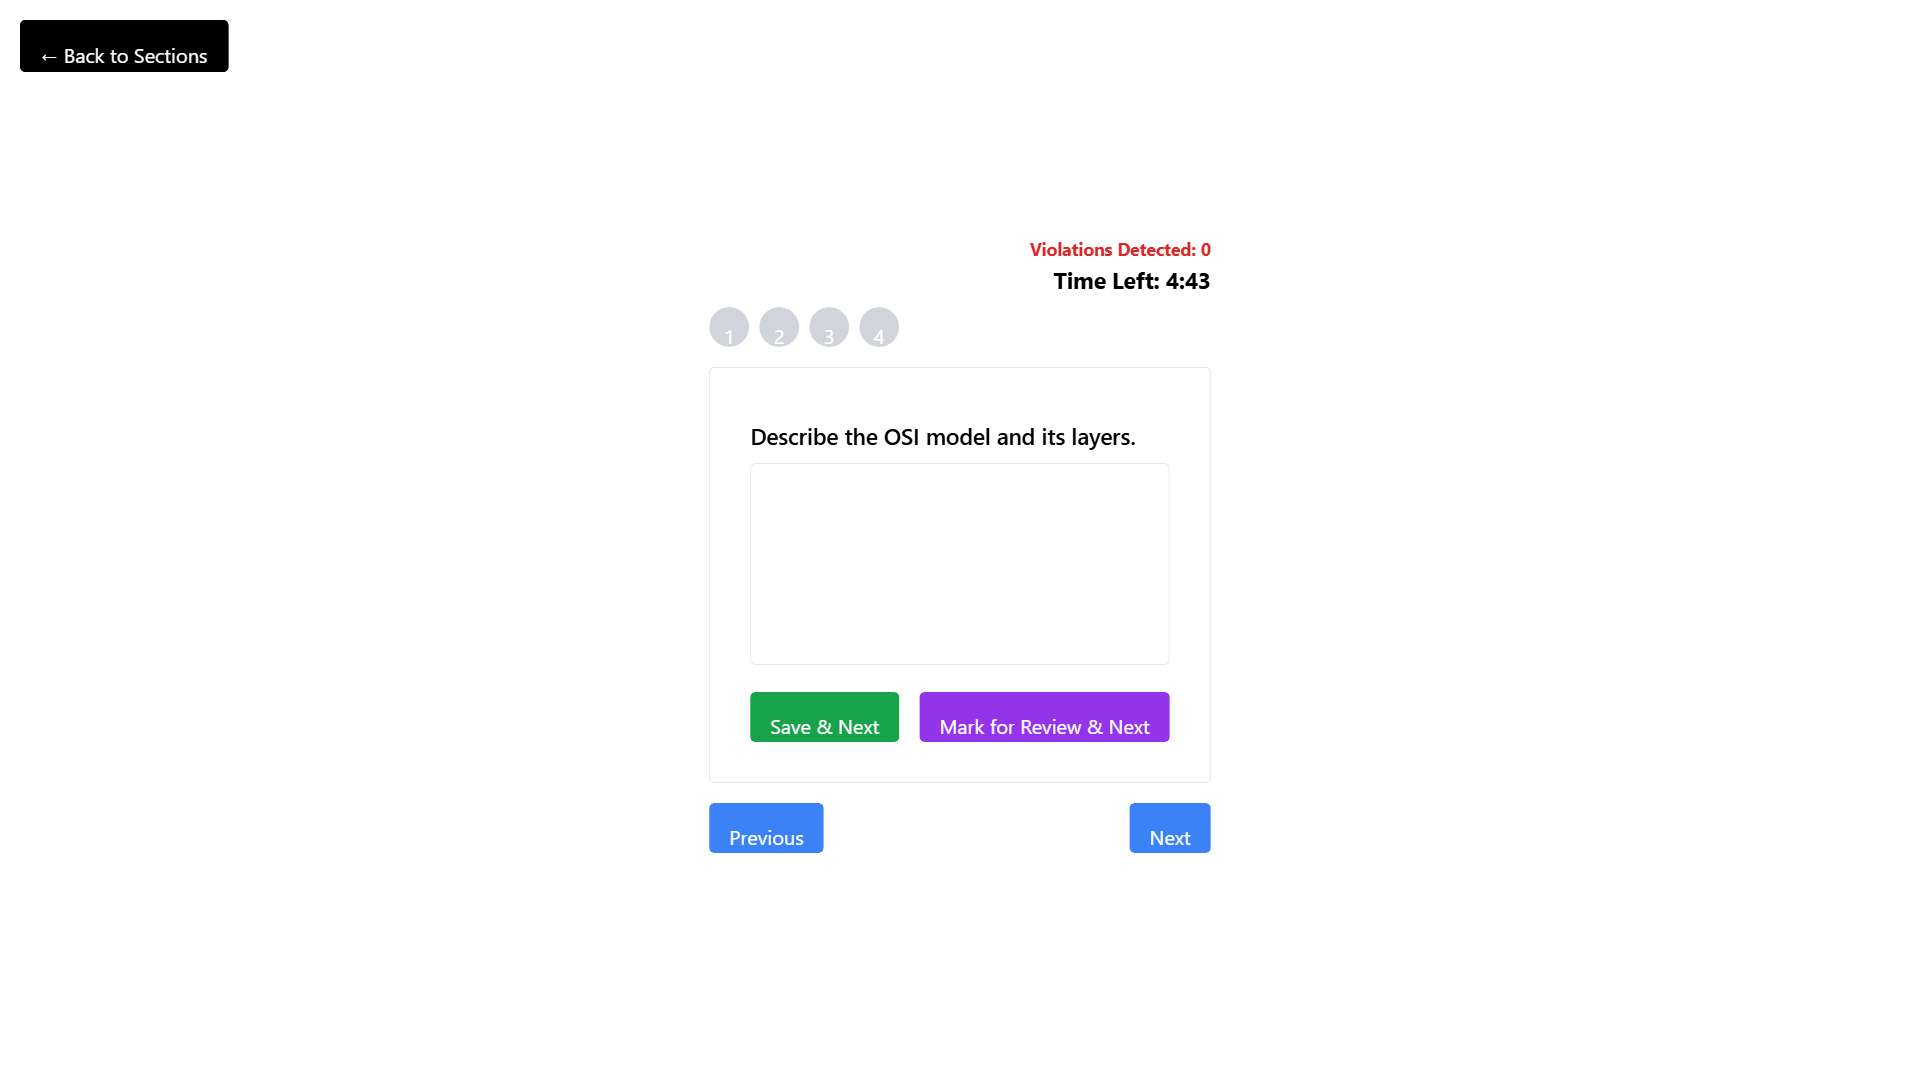 ← Back to Sections
Violations Detected: 0
Time Left: 4:43
1 2 3 4
Describe the OSI model and its layers.
Save & Next Mark for Review & Next
Previous Next